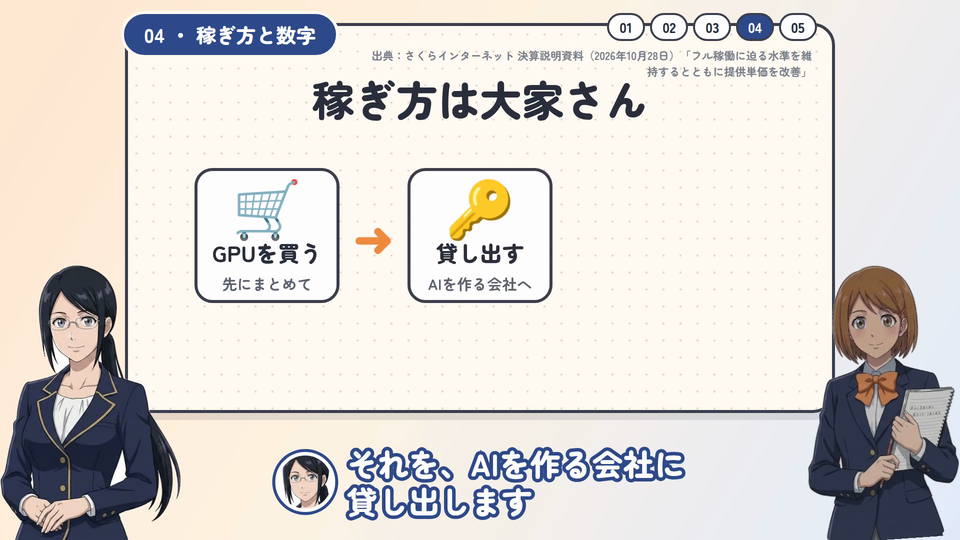 04 ・ 稼ぎ方と数字
01 02 03 04 05
出典：さくらインターネット 決算説明資料（2026年10月28日）「フル稼働に迫る水準を維
持するとともに提供単価を改善」
稼ぎ方は大家さん
GPUを買う
先にまとめて
貸し出す
AIを作る会社へ
それを、AIを作る会社に
貸し出します